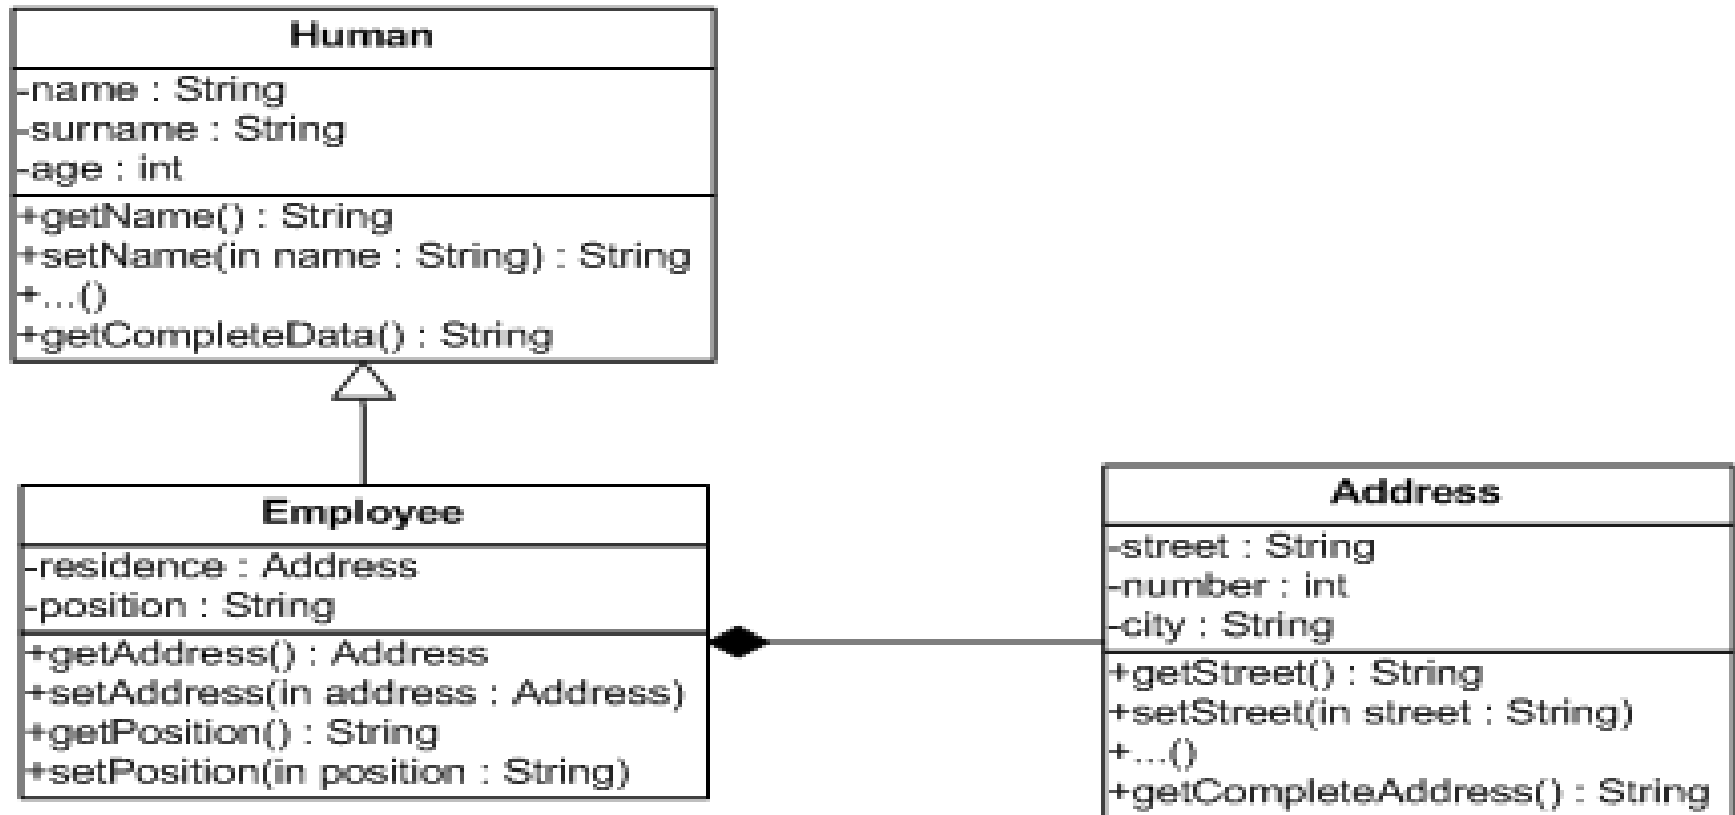 Human
-name : String
-surname : String
-age : int
+getName() : String
+setName(in name : String) : String
+...()
+getCompleteData() : String
Employee
-residence : Address
-position : String
+getAddress() : Address
+setAddress(in address : Address)
+getPosition() : String
+setPosition(in position : String)
Address
-street : String
-number : int
-city : String
+getStreet() : String
+setStreet(in street : String)
+...()
+getCompleteAddress() : String